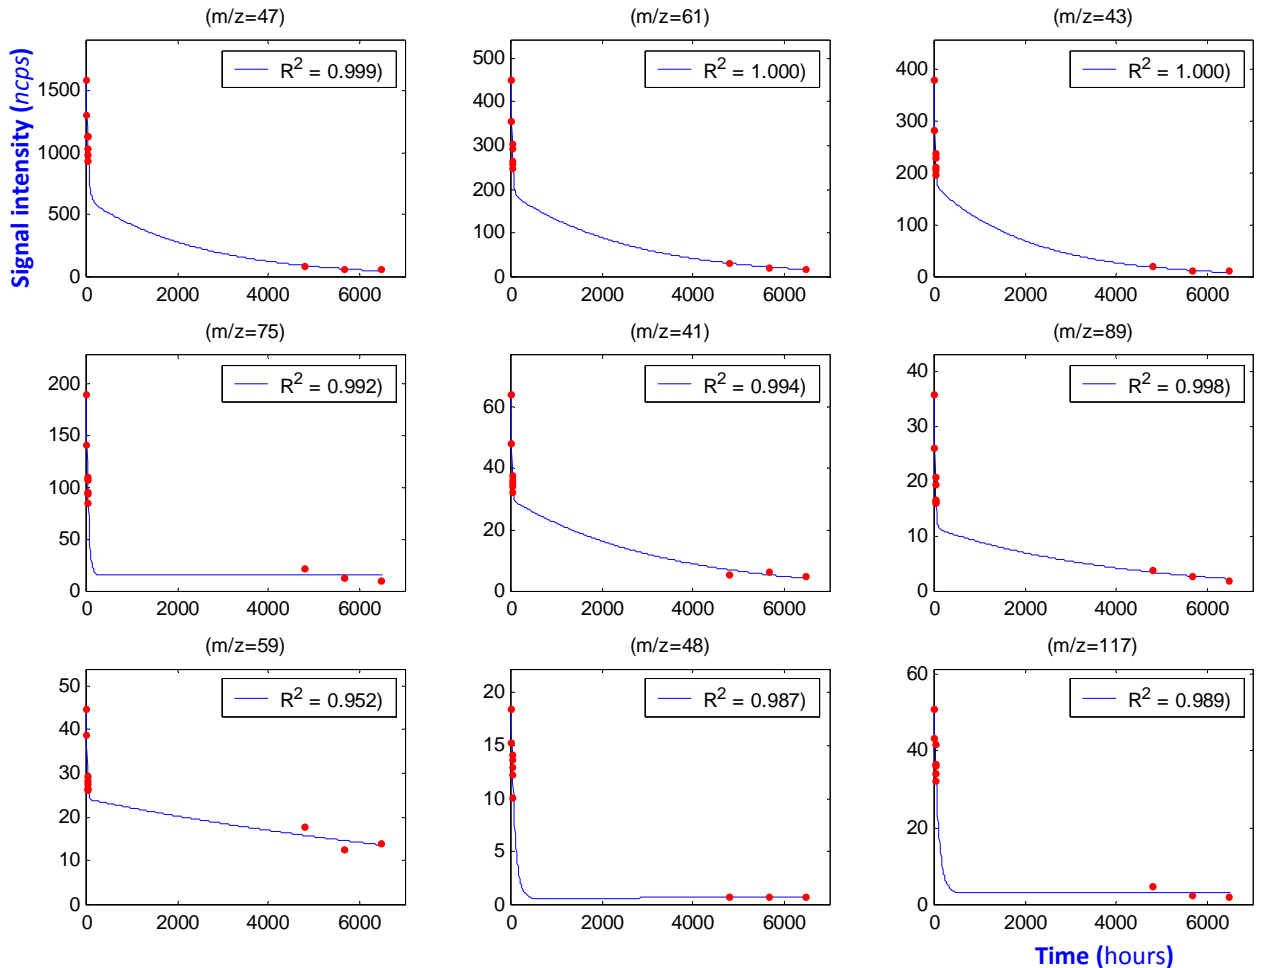 (m/z=47)
(m/z=61)
(m/z=43)
Signal intensity (ncps)
R² = 0.999)
1500
1000
500
0
0 2000 4000 6000
R² = 1.000)
500
400
300
200
100
0
0 2000 4000 6000
R² = 1.000)
400
300
200
100
0
0 2000 4000 6000
(m/z=75)
(m/z=41)
(m/z=89)
R² = 0.992)
200
150
100
50
0
0 2000 4000 6000
R² = 0.994)
60
40
20
0
0 2000 4000 6000
R² = 0.998)
40
30
20
10
0
0 2000 4000 6000
(m/z=59)
(m/z=48)
(m/z=117)
R² = 0.952)
50
40
30
20
10
0
0 2000 4000 6000
R² = 0.987)
20
15
10
5
0
0 2000 4000 6000
R² = 0.989)
60
40
20
0
0 2000 4000 6000
Time (hours)